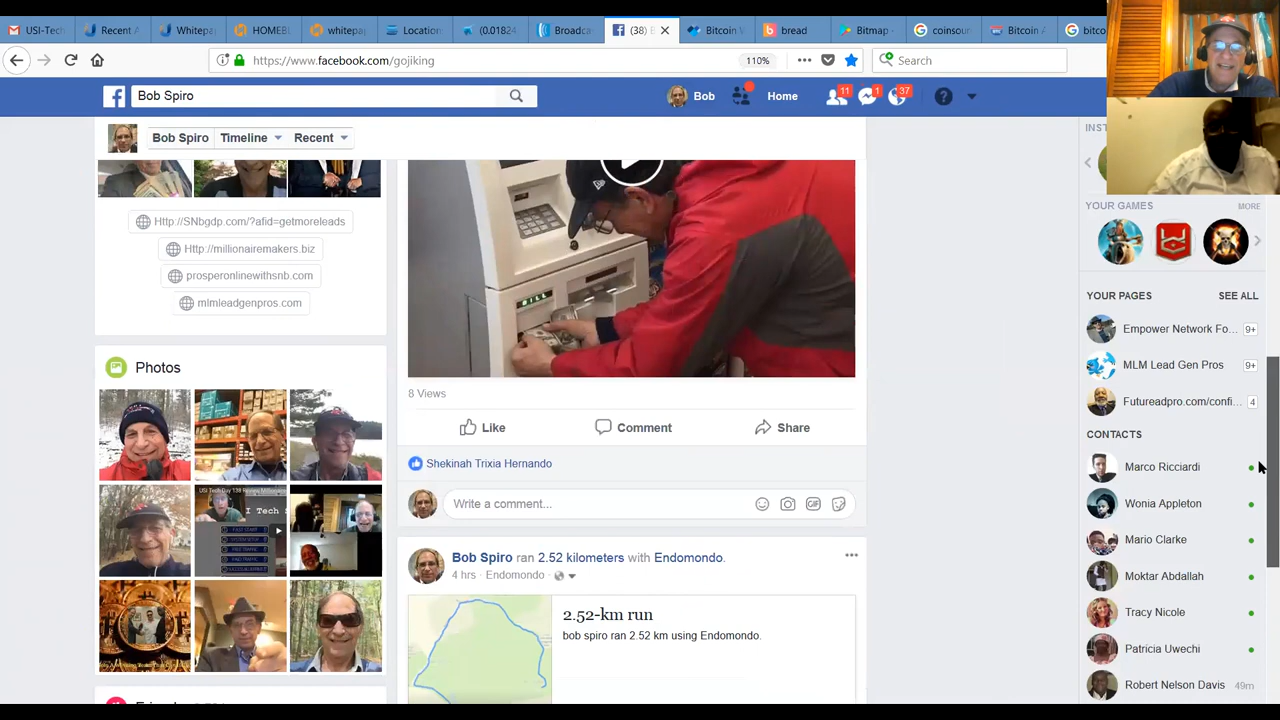 USI-Tech
Recent A
Whitepa
HOMEBU
whitepap
Location
(0.01824
Broadca
(38) B
Bitcoin W
bread
Bitmap
coinsour
Bitcoin A
bitco
https://www.facebook.com/gojiking
110%
Search
Bob Spiro
Bob
Home
11
1
37
Bob Spiro
Timeline
Recent
INST
YOUR GAMES
MORE
Http://SNbgdp.com/?afid=getmoreleads
Http://millionairemakers.biz
prosperonlinewithsnb.com
mlmleadgenpros.com
BILL
YOUR PAGES
SEE ALL
Empower Network Fo...
9+
MLM Lead Gen Pros
9+
Futureadpro.com/confi...
4
Photos
8 Views
Like
Comment
Share
CONTACTS
Shekinah Trixia Hernando
Marco Ricciardi
Write a comment...
GIF
Wonia Appleton
Mario Clarke
Bob Spiro ran 2.52 kilometers with Endomondo.
4 hrs · Endomondo ·
Moktar Abdallah
2.52-km run
bob spiro ran 2.52 km using Endomondo.
Tracy Nicole
Patricia Uwechi
Robert Nelson Davis
49m